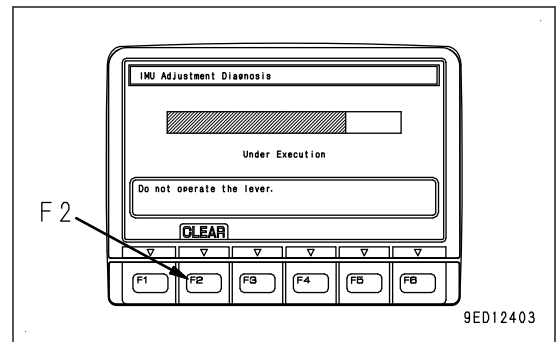 IMU Adjustment Diagnosis
Under Execution
Do not operate the lever.
F2
CLEAR
F1 F2 F3 F4 F5 F6
9ED12403